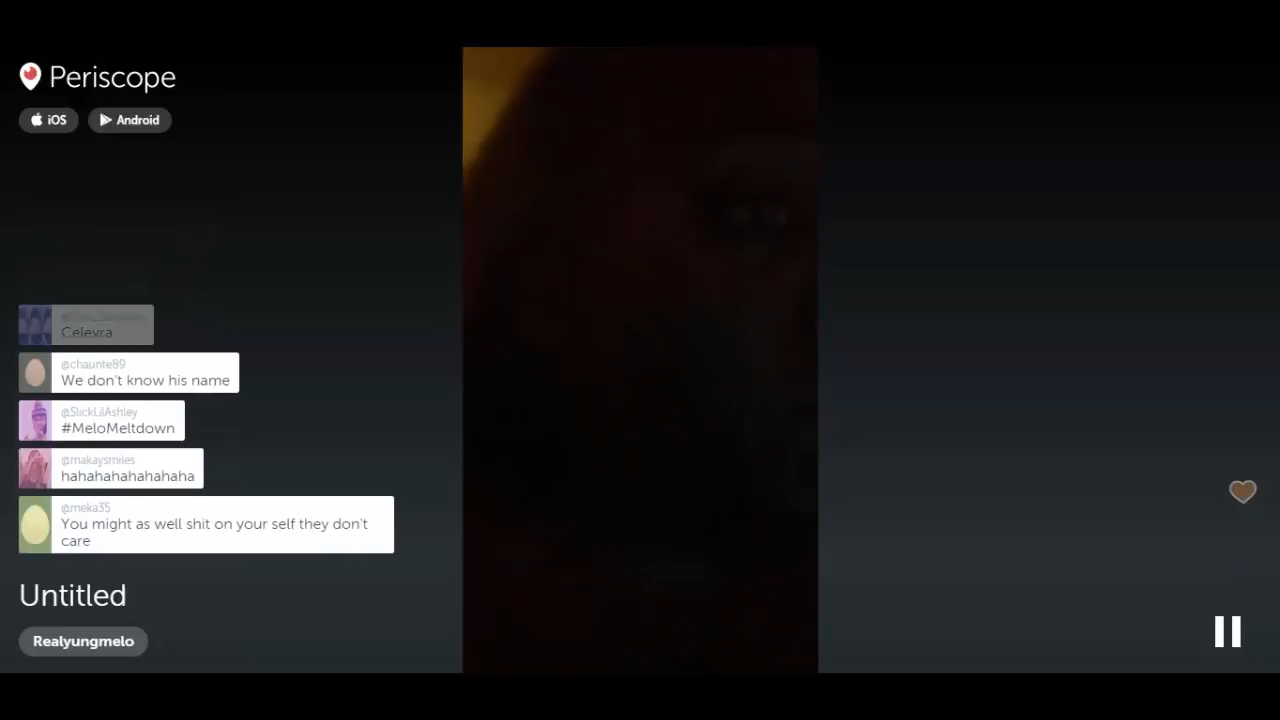 Periscope
iOS
Android
Celevra
@chaunte89
We don't know his name
@SlickLilAshley
#MeloMeltdown
@makaysmiles
hahahahahahahaha
@meka35
You might as well shit on your self they don't
care
Untitled
Realyungmelo